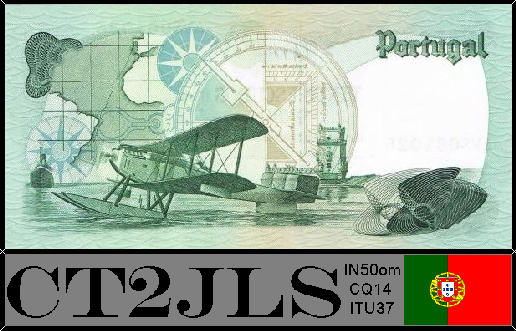 Portugal
CT2JLS
IN50om
CQ14
ITU37